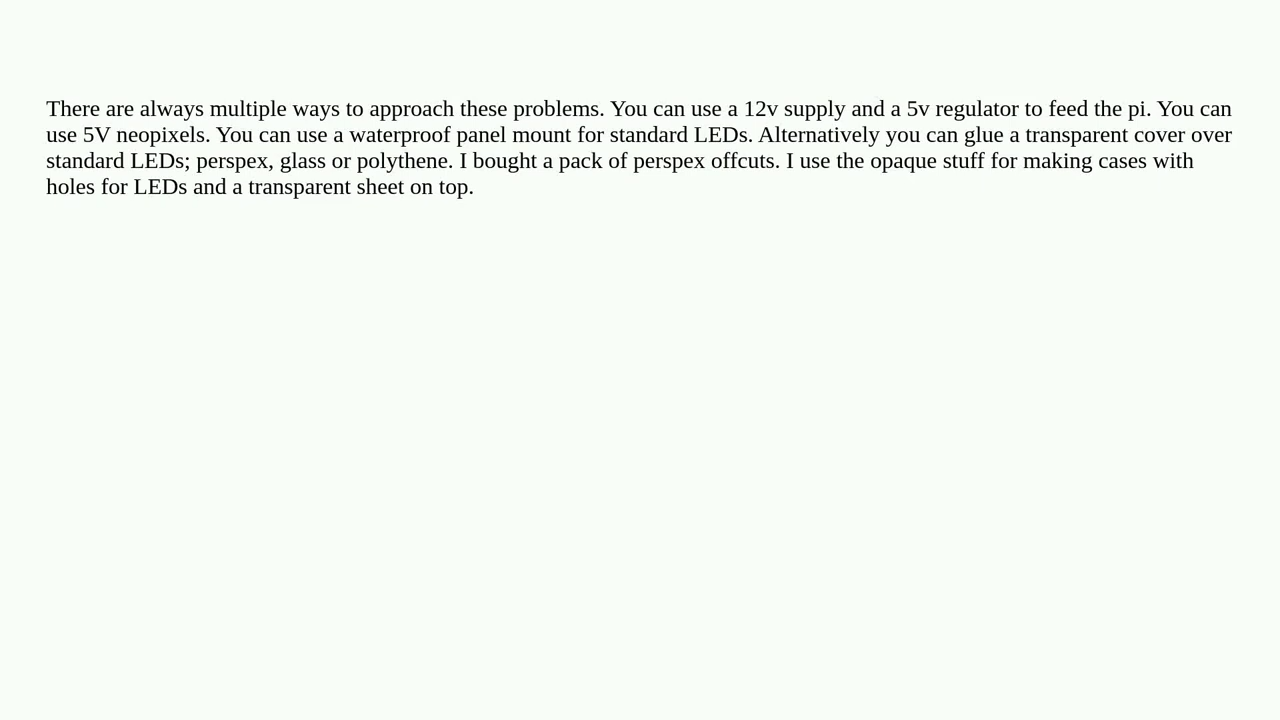 There are always multiple ways to approach these problems. You can use a 12v supply and a 5v regulator to feed the pi. You can
use 5V neopixels. You can use a waterproof panel mount for standard LEDs. Alternatively you can glue a transparent cover over
standard LEDs; perspex, glass or polythene. I bought a pack of perspex offcuts. I use the opaque stuff for making cases with
holes for LEDs and a transparent sheet on top.